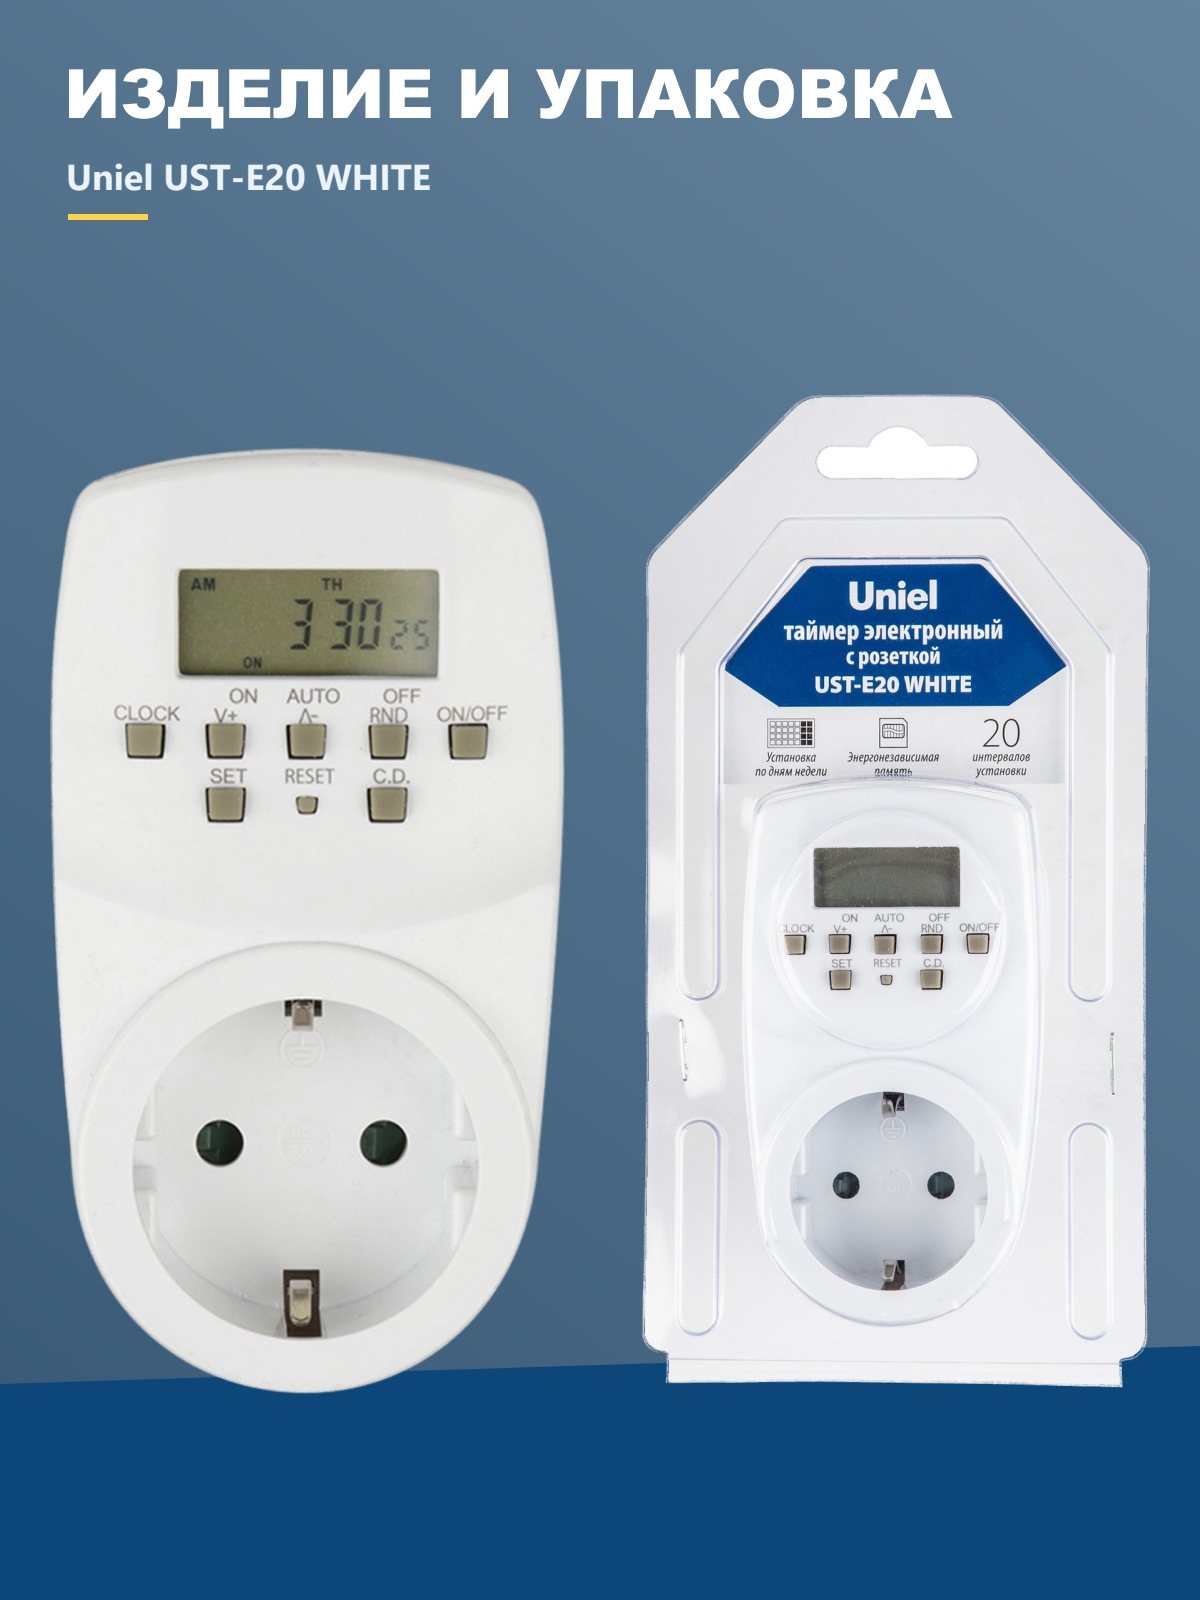 ИЗДЕЛИЕ И УПАКОВКА
Uniel UST-E20 WHITE
AM TH
3 30 25
ON
ON AUTO OFF
CLOCK V+ Λ- RND ON/OFF
SET RESET C.D.
Uniel
таймер электронный
с розеткой
UST-E20 WHITE
Установка
по дням недели
Энергонезависимая
память
20
интервалов
установки
ON AUTO OFF
CLOCK V+ Λ- RND ON/OFF
SET RESET C.D.